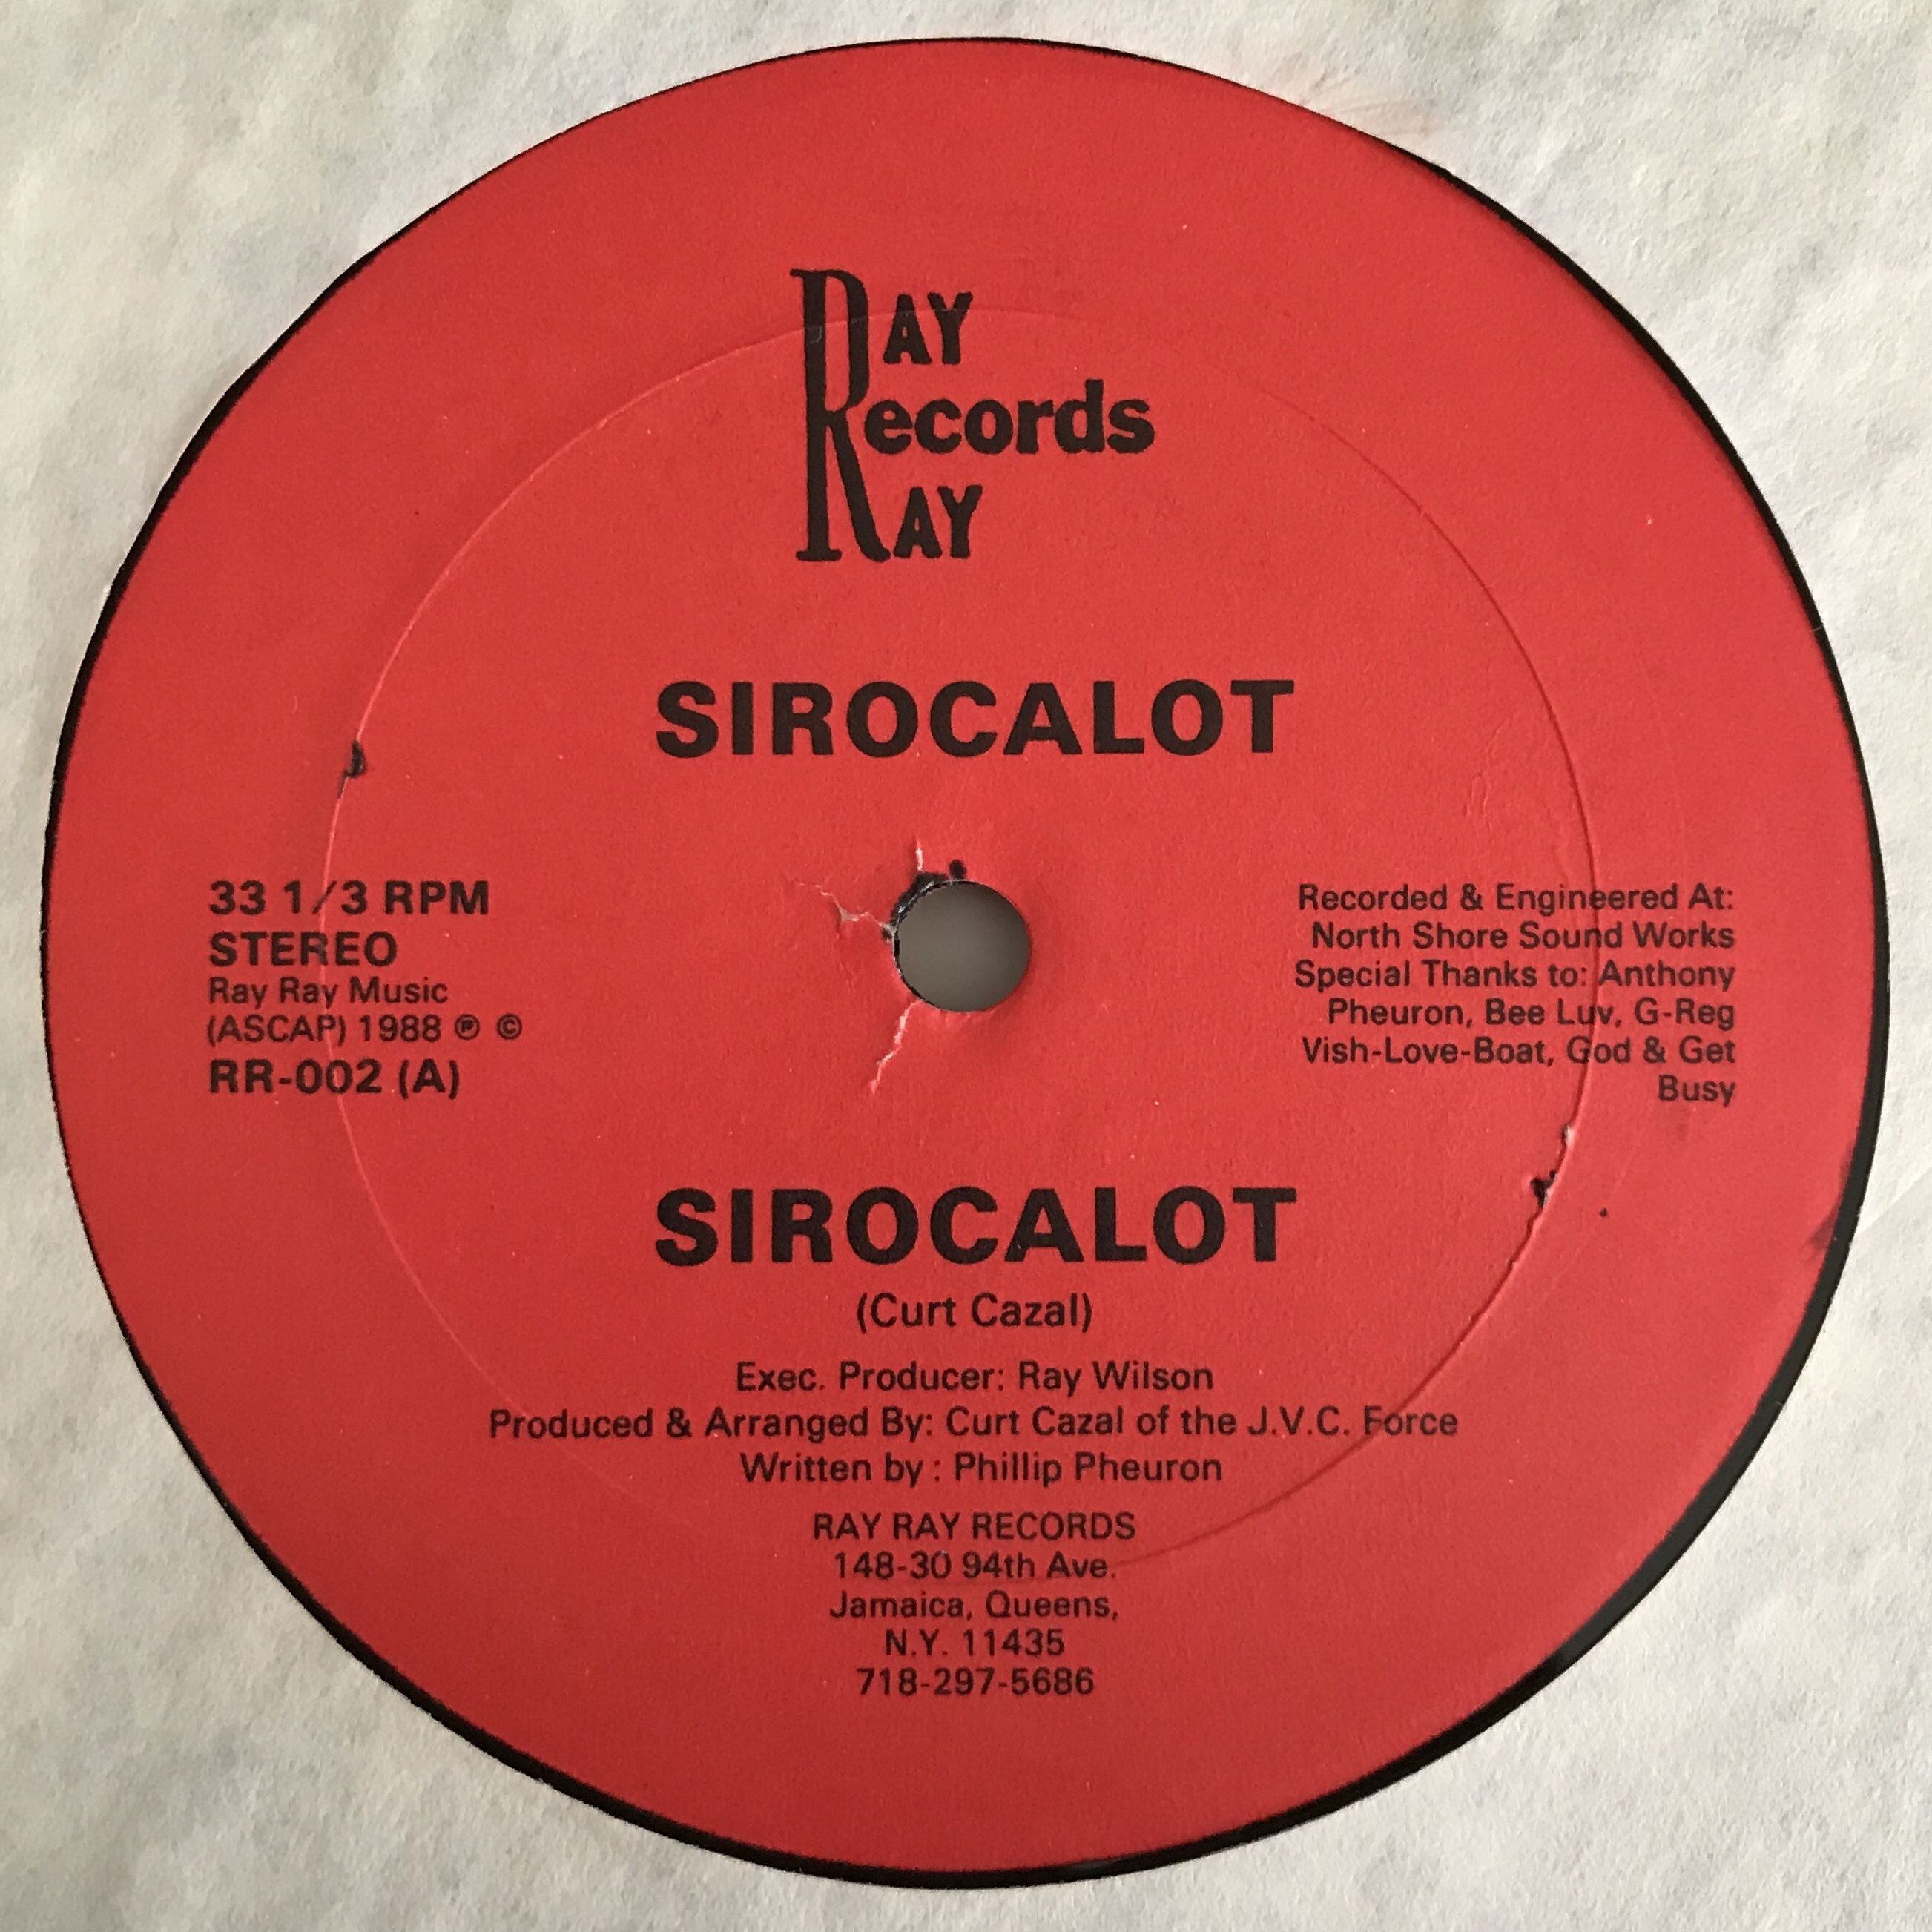 RAY
Records
RAY
SIROCALOT
33 1/3 RPM
STEREO
Ray Ray Music
(ASCAP) 1988 ℗ ©
RR-002 (A)
Recorded & Engineered At:
North Shore Sound Works
Special Thanks to: Anthony
Pheuron, Bee Luv, G-Reg
Vish-Love-Boat, God & Get
Busy
SIROCALOT
(Curt Cazal)
Exec. Producer: Ray Wilson
Produced & Arranged By: Curt Cazal of the J.V.C. Force
Written by : Phillip Pheuron
RAY RAY RECORDS
148-30 94th Ave.
Jamaica, Queens,
N.Y. 11435
718-297-5686